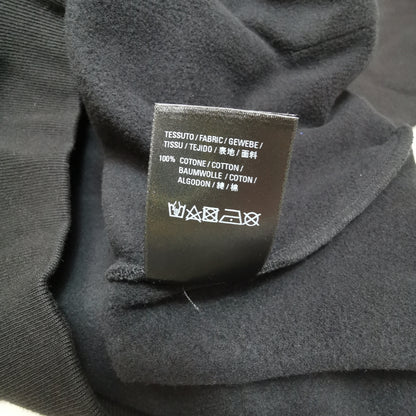 TESSUTO / FABRIC / GEWEBE /
TISSU / TEJIDO / 表地 / 面料
100% COTONE / COTTON /
BAUMWOLLE / COTON /
ALGODON / 綿 / 棉